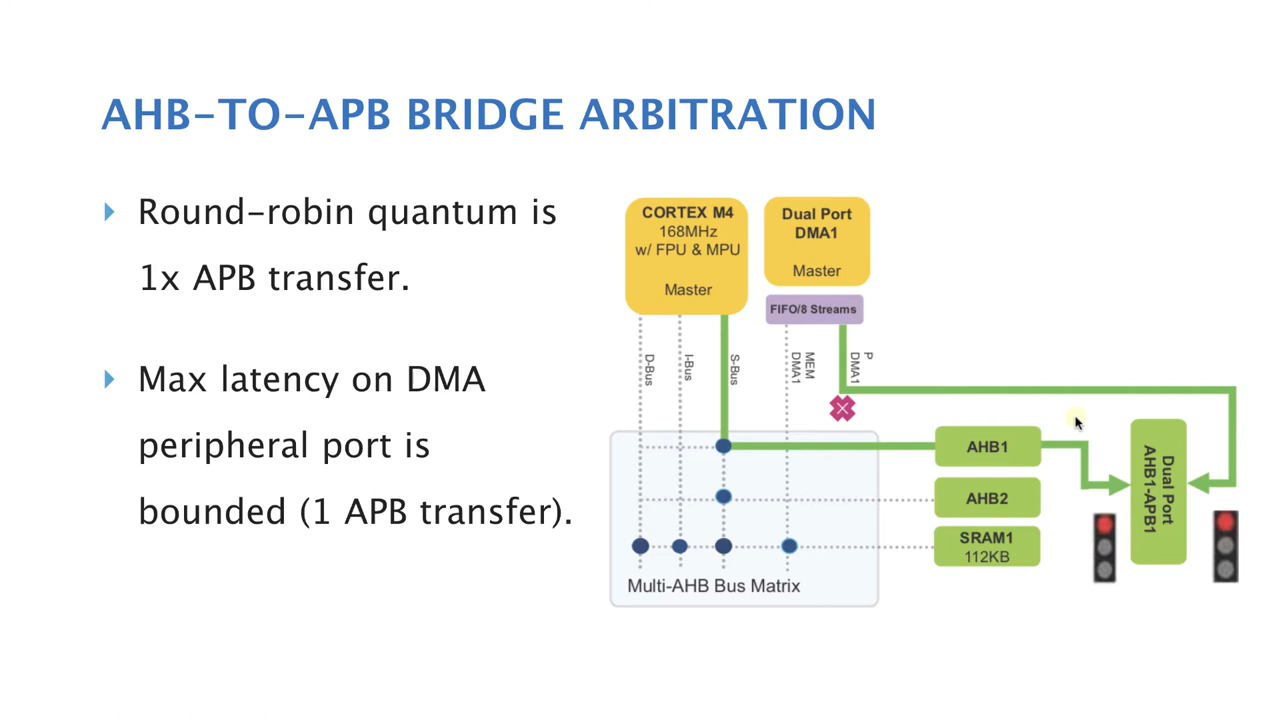 AHB-TO-APB BRIDGE ARBITRATION
Round-robin quantum is
1x APB transfer.
Max latency on DMA
peripheral port is
bounded (1 APB transfer).
CORTEX M4
168MHz
w/ FPU & MPU
Master
Dual Port
DMA1
Master
FIFO/8 Streams
D-Bus
I-Bus
S-Bus
MEM
DMA1
P
DMA1
AHB1
AHB2
SRAM1
112KB
Dual Port
AHB1-APB1
Multi-AHB Bus Matrix